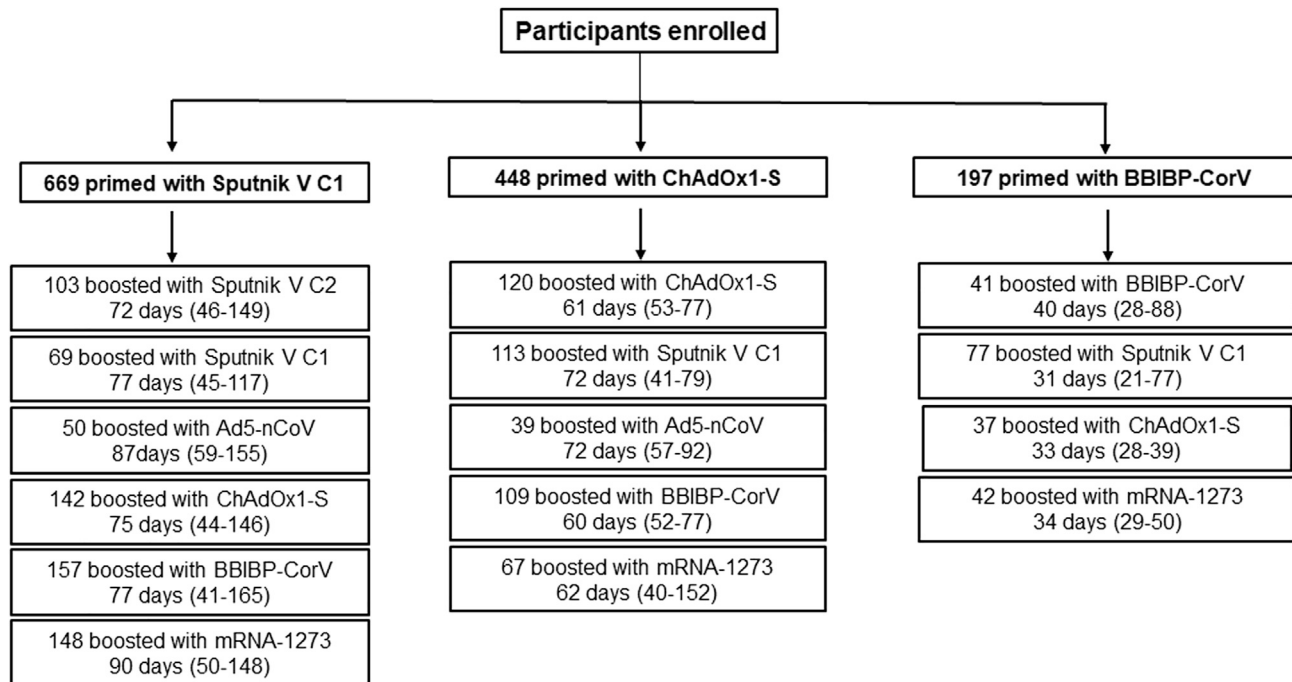 Participants enrolled
669 primed with Sputnik V C1
103 boosted with Sputnik V C2
72 days (46-149)
69 boosted with Sputnik V C1
77 days (45-117)
50 boosted with Ad5-nCoV
87days (59-155)
142 boosted with ChAdOx1-S
75 days (44-146)
157 boosted with BBIBP-CorV
77 days (41-165)
148 boosted with mRNA-1273
90 days (50-148)
448 primed with ChAdOx1-S
120 boosted with ChAdOx1-S
61 days (53-77)
113 boosted with Sputnik V C1
72 days (41-79)
39 boosted with Ad5-nCoV
72 days (57-92)
109 boosted with BBIBP-CorV
60 days (52-77)
67 boosted with mRNA-1273
62 days (40-152)
197 primed with BBIBP-CorV
41 boosted with BBIBP-CorV
40 days (28-88)
77 boosted with Sputnik V C1
31 days (21-77)
37 boosted with ChAdOx1-S
33 days (28-39)
42 boosted with mRNA-1273
34 days (29-50)